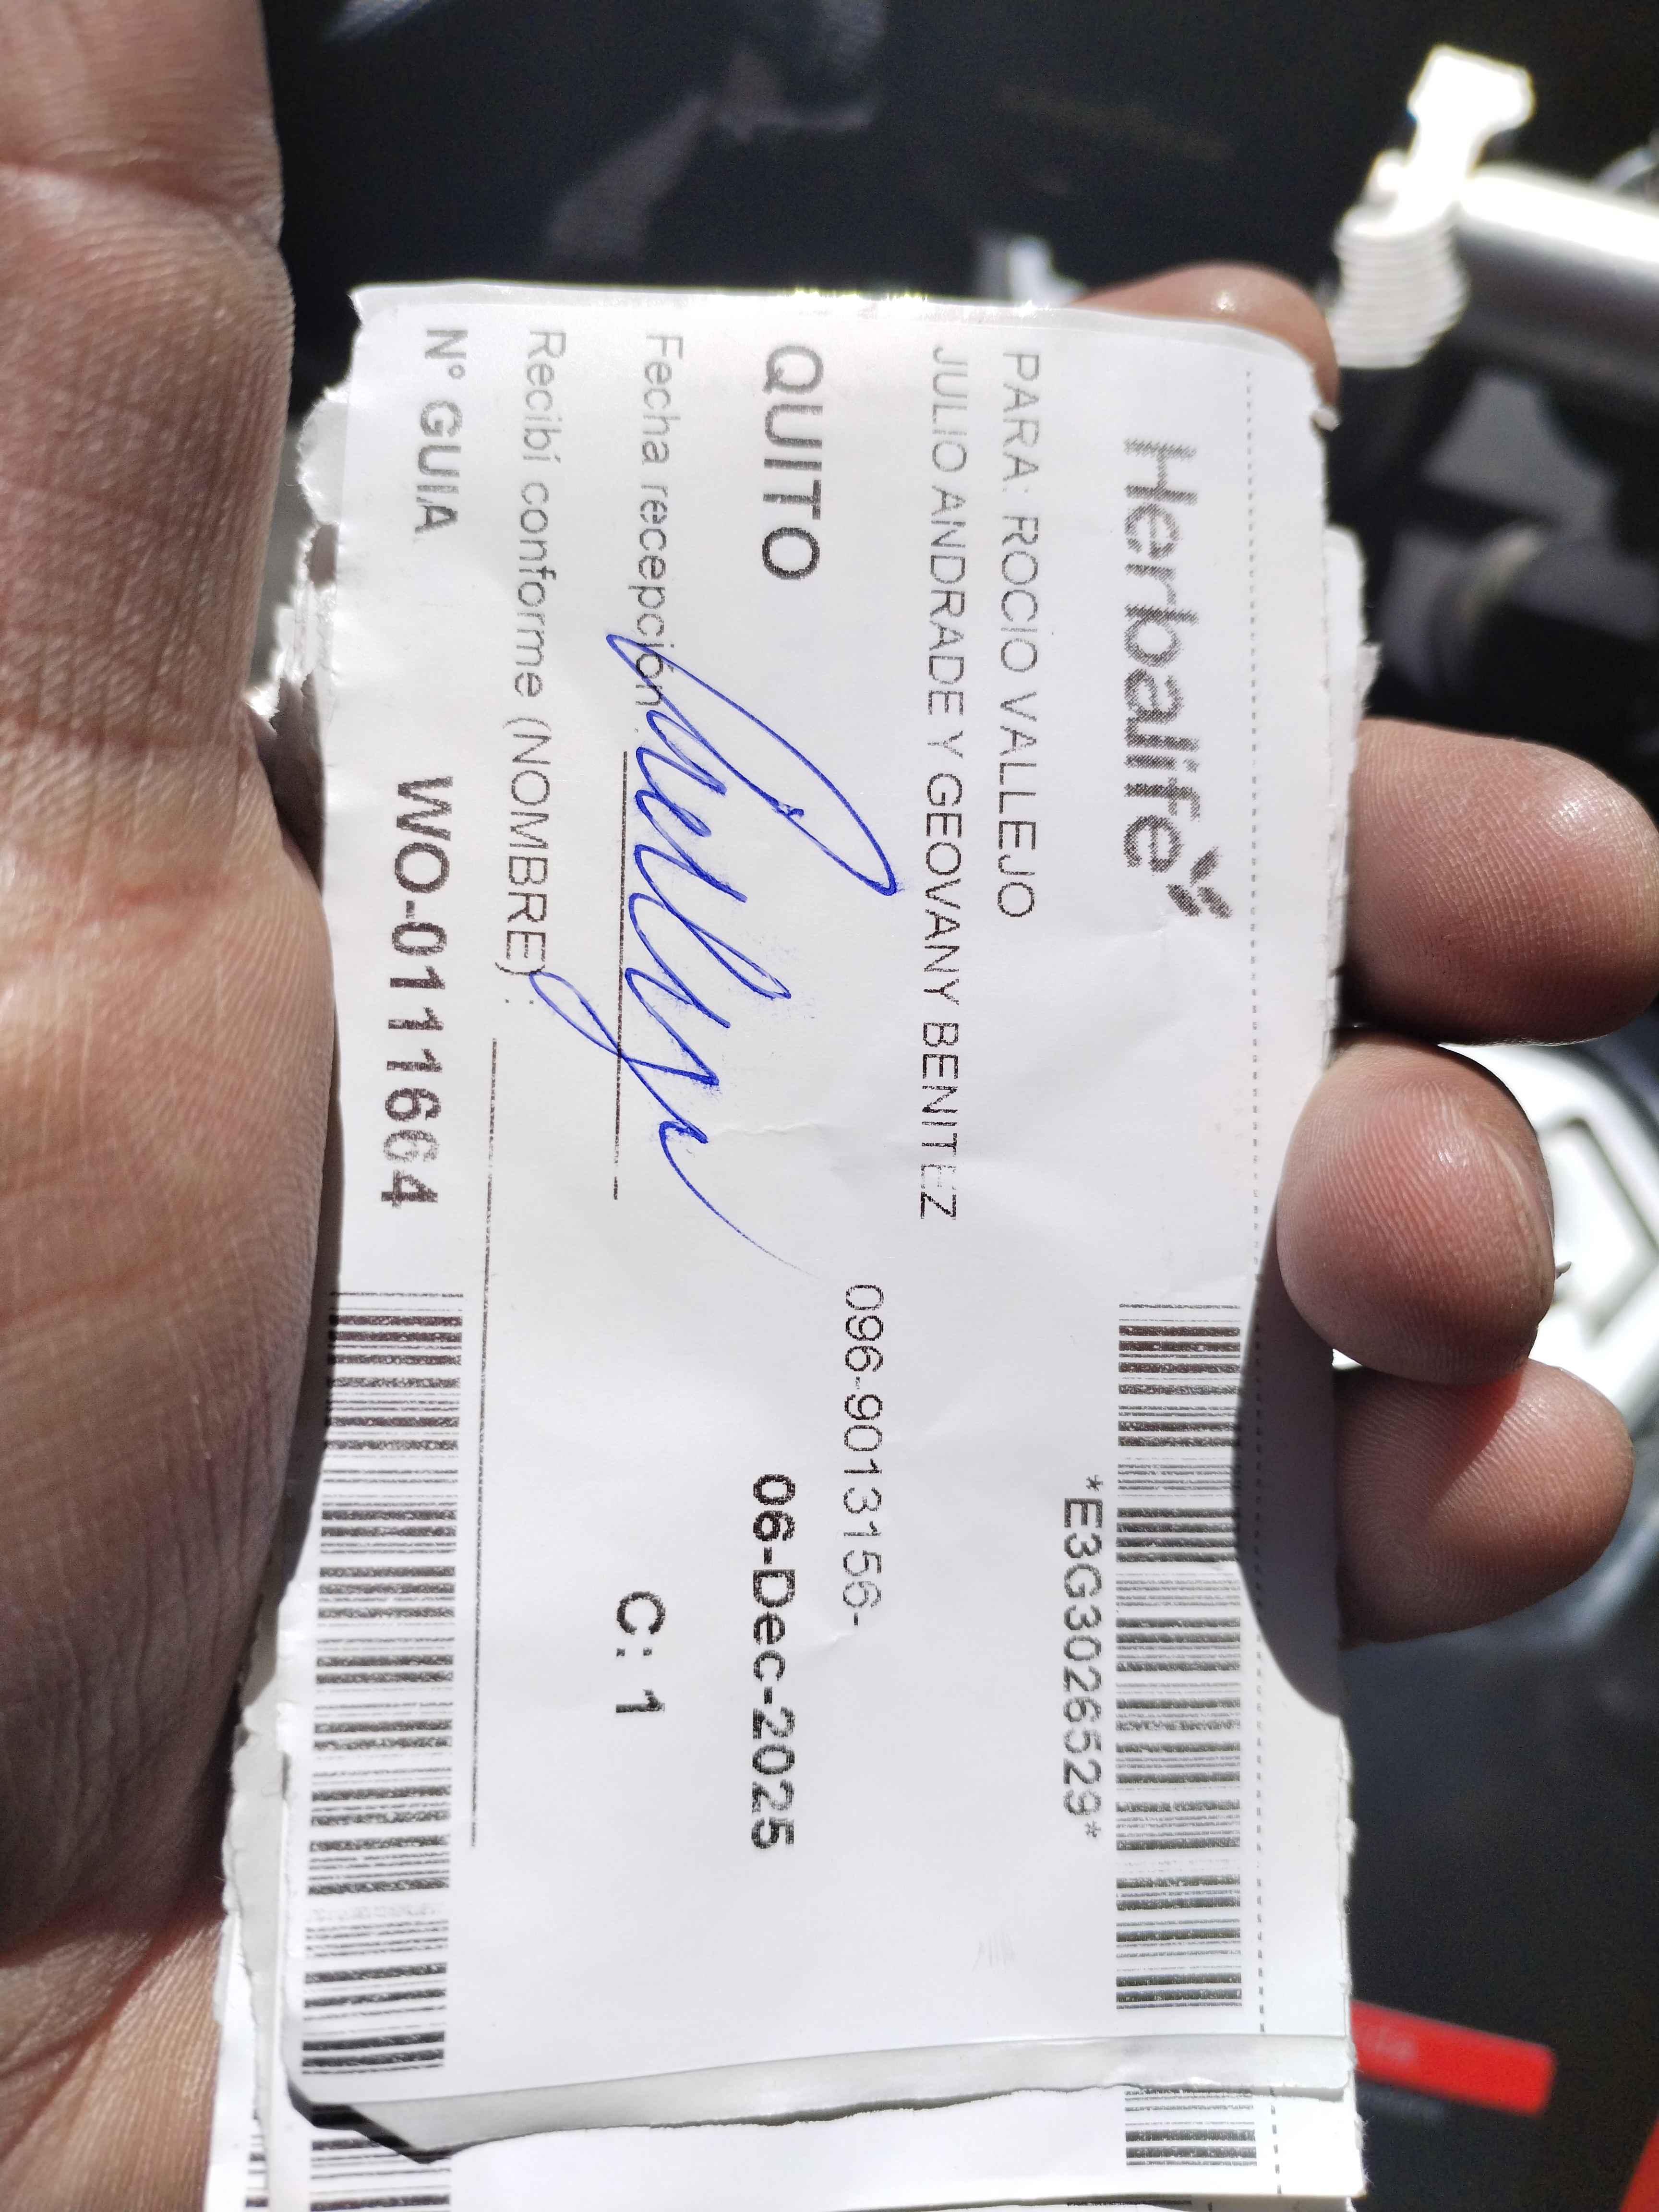 Herbalife
*E3G3026529*
PARA: ROCIO VALLEJO
JULIO ANDRADE Y GEOVANY BENITEZ
096-9013156-
QUITO 06-Dec-2025
Fecha recepción:
C: 1
Recibí conforme (NOMBRE) :
N° GUIA WO-0111664